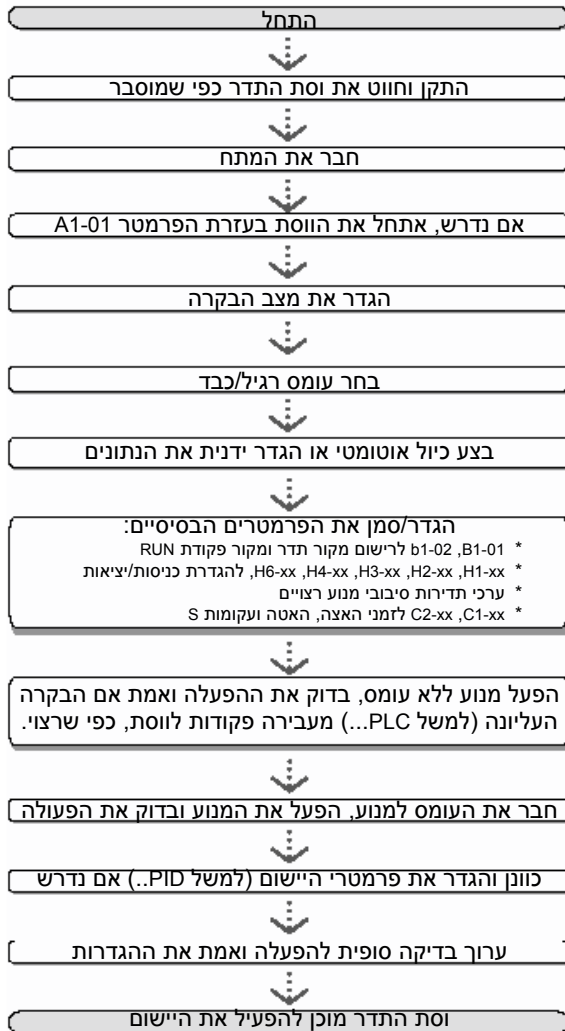 התחל
התקן וחווט את וסת התדר כפי שמוסבר
חבר את המתח
אם נדרש, אתחל את הווסת בעזרת הפרמטר A1-01
הגדר את מצב הבקרה
בחר עומס רגיל/כבד
בצע כיול אוטומטי או הגדר ידנית את הנתונים
הגדר/סמן את הפרמטרים הבסיסיים:
* b1-02 ,B1-01 לרישום מקור תדר ומקור פקודת RUN
* H6-xx ,H4-xx ,H3-xx ,H2-xx ,H1-xx, להגדרת כניסות/יציאות
* ערכי תדירות סיבובי מנוע רצויים
* C2-xx ,C1-xx לזמני האצה, האטה ועקומות S
הפעל מנוע ללא עומס, בדוק את ההפעלה ואמת אם הבקרה
העליונה (למשל PLC...) מעבירה פקודות לווסת, כפי שרצוי.
חבר את העומס למנוע, הפעל את המנוע ובדוק את הפעולה
כוונן והגדר את פרמטרי היישום (למשל PID..) אם נדרש
ערוך בדיקה סופית להפעלה ואמת את ההגדרות
וסת התדר מוכן להפעיל את היישום